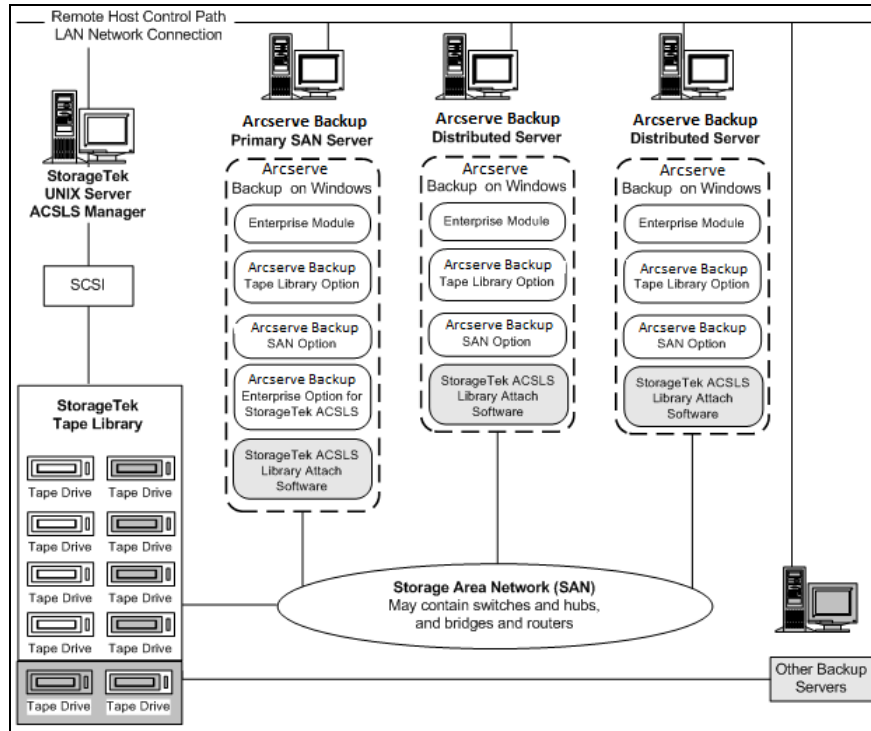 Remote Host Control Path
LAN Network Connection
StorageTek
UNIX Server
ACSLS Manager
SCSI
StorageTek
Tape Library
Tape Drive
Tape Drive
Tape Drive
Tape Drive
Tape Drive
Tape Drive
Tape Drive
Tape Drive
Tape Drive
Tape Drive
Arcserve Backup
Primary SAN Server
Arcserve
Backup on Windows
Enterprise Module
Arcserve Backup
Tape Library Option
Arcserve Backup
SAN Option
Arcserve Backup
Enterprise Option for
StorageTek ACSLS
StorageTek ACSLS
Library Attach
Software
Arcserve Backup
Distributed Server
Arcserve
Backup on Windows
Enterprise Module
Arcserve Backup
Tape Library Option
Arcserve Backup
SAN Option
StorageTek ACSLS
Library Attach
Software
Arcserve Backup
Distributed Server
Arcserve
Backup on Windows
Enterprise Module
Arcserve Backup
Tape Library Option
Arcserve Backup
SAN Option
StorageTek ACSLS
Library Attach
Software
Storage Area Network (SAN)
May contain switches and hubs,
and bridges and routers
Other Backup
Servers